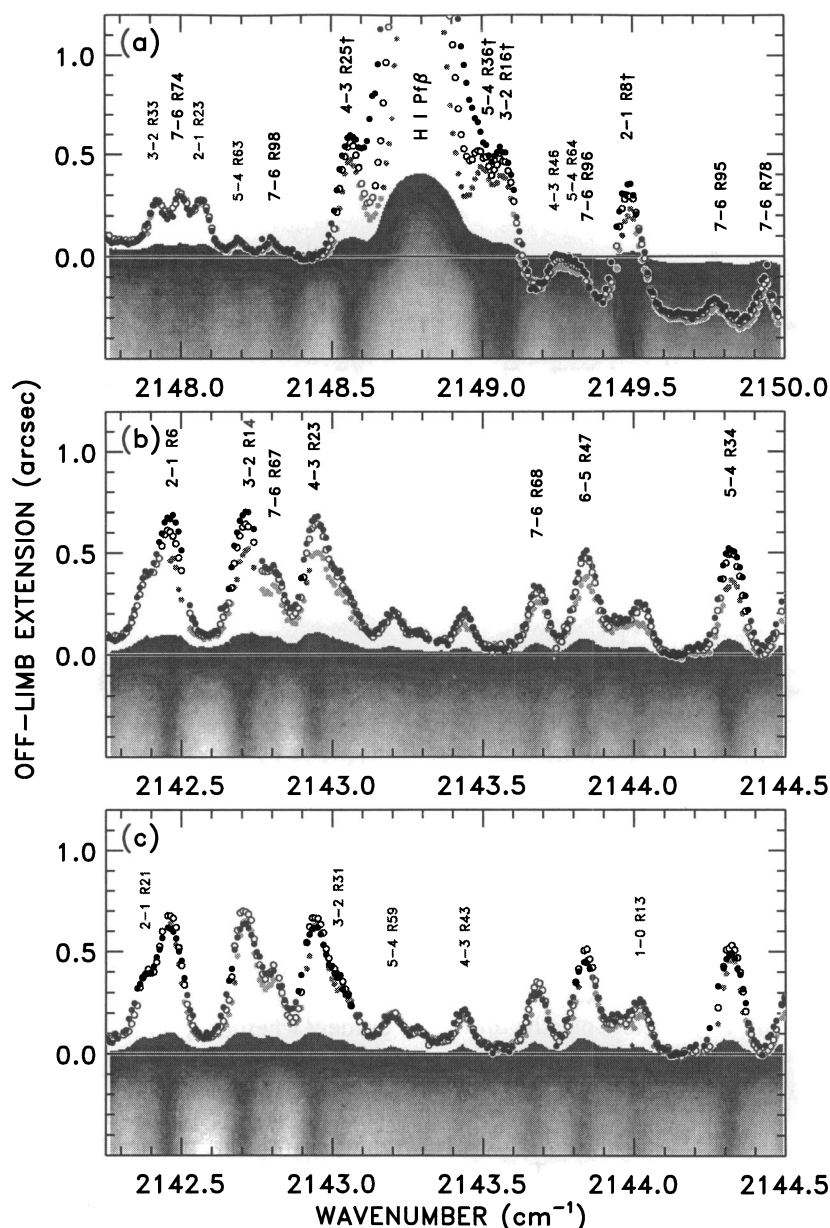 (a)
1.0
0.5
0.0
3-2 R33
7-6 R74
2-1 R23
5-4 R63
7-6 R98
4-3 R25†
H I Pfβ
5-4 R36†
3-2 R16†
4-3 R46
5-4 R64
7-6 R96
2-1 R8†
7-6 R95
7-6 R78
2148.0 2148.5 2149.0 2149.5 2150.0
OFF-LIMB EXTENSION (arcsec)
(b)
1.0
0.5
0.0
2-1 R6
3-2 R14
7-6 R67
4-3 R23
7-6 R68
6-5 R47
5-4 R34
2142.5 2143.0 2143.5 2144.0 2144.5
(c)
1.0
0.5
0.0
2-1 R21
3-2 R31
5-4 R59
4-3 R43
1-0 R13
2142.5 2143.0 2143.5 2144.0 2144.5
WAVENUMBER (cm⁻¹)